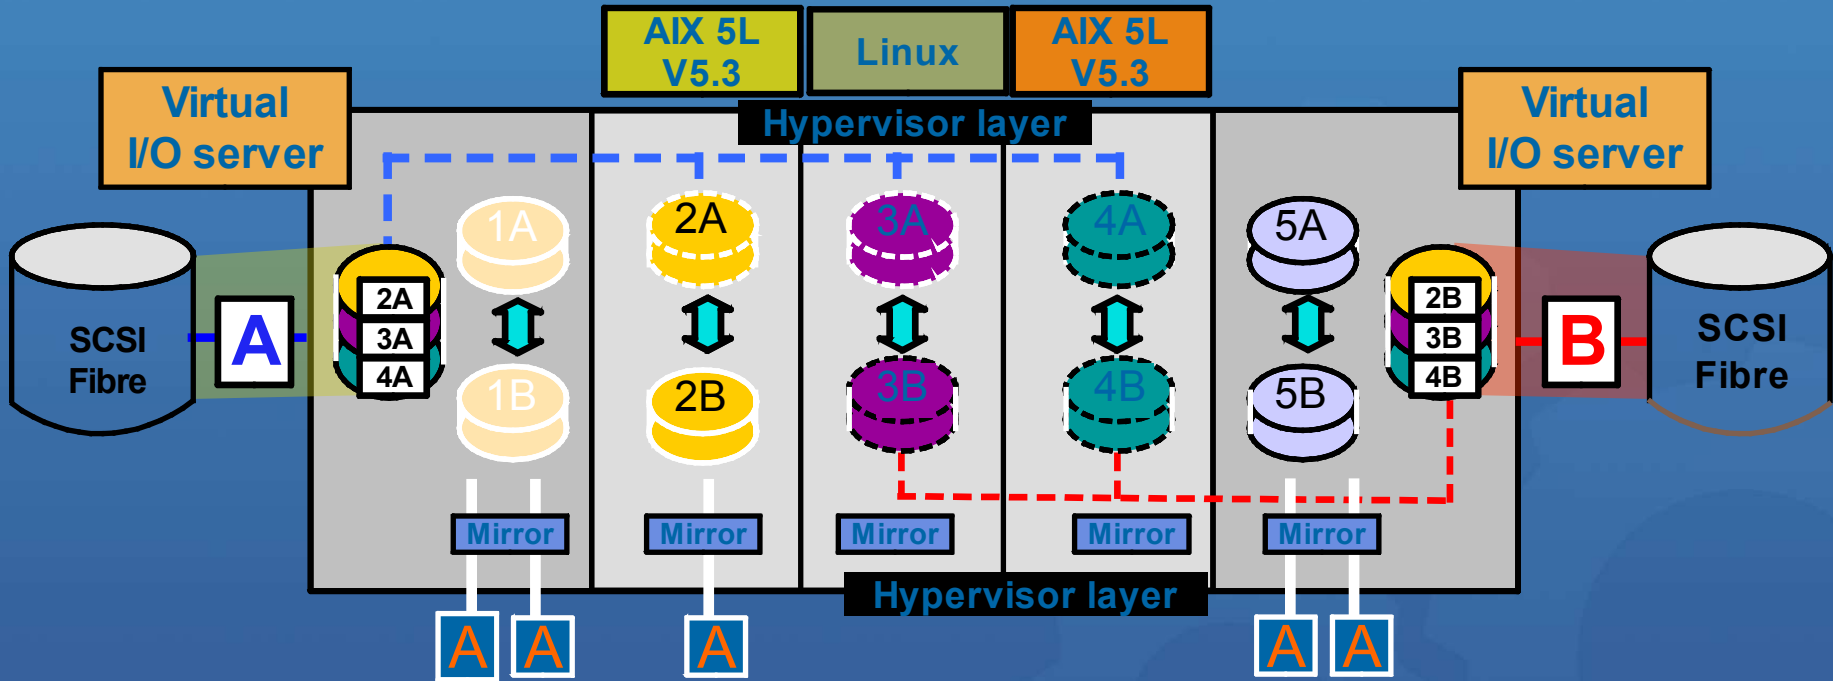 AIX 5L
V5.3
Linux
AIX 5L
V5.3
Virtual
I/O server
Hypervisor layer
Virtual
I/O server
1A
2A
3A
4A
5A
2A
3A
4A
A
SCSI
Fibre
2B
3B
4B
B
SCSI
Fibre
1B
2B
3B
4B
5B
Mirror
Mirror
Mirror
Mirror
Mirror
Hypervisor layer
A
A
A
A
A